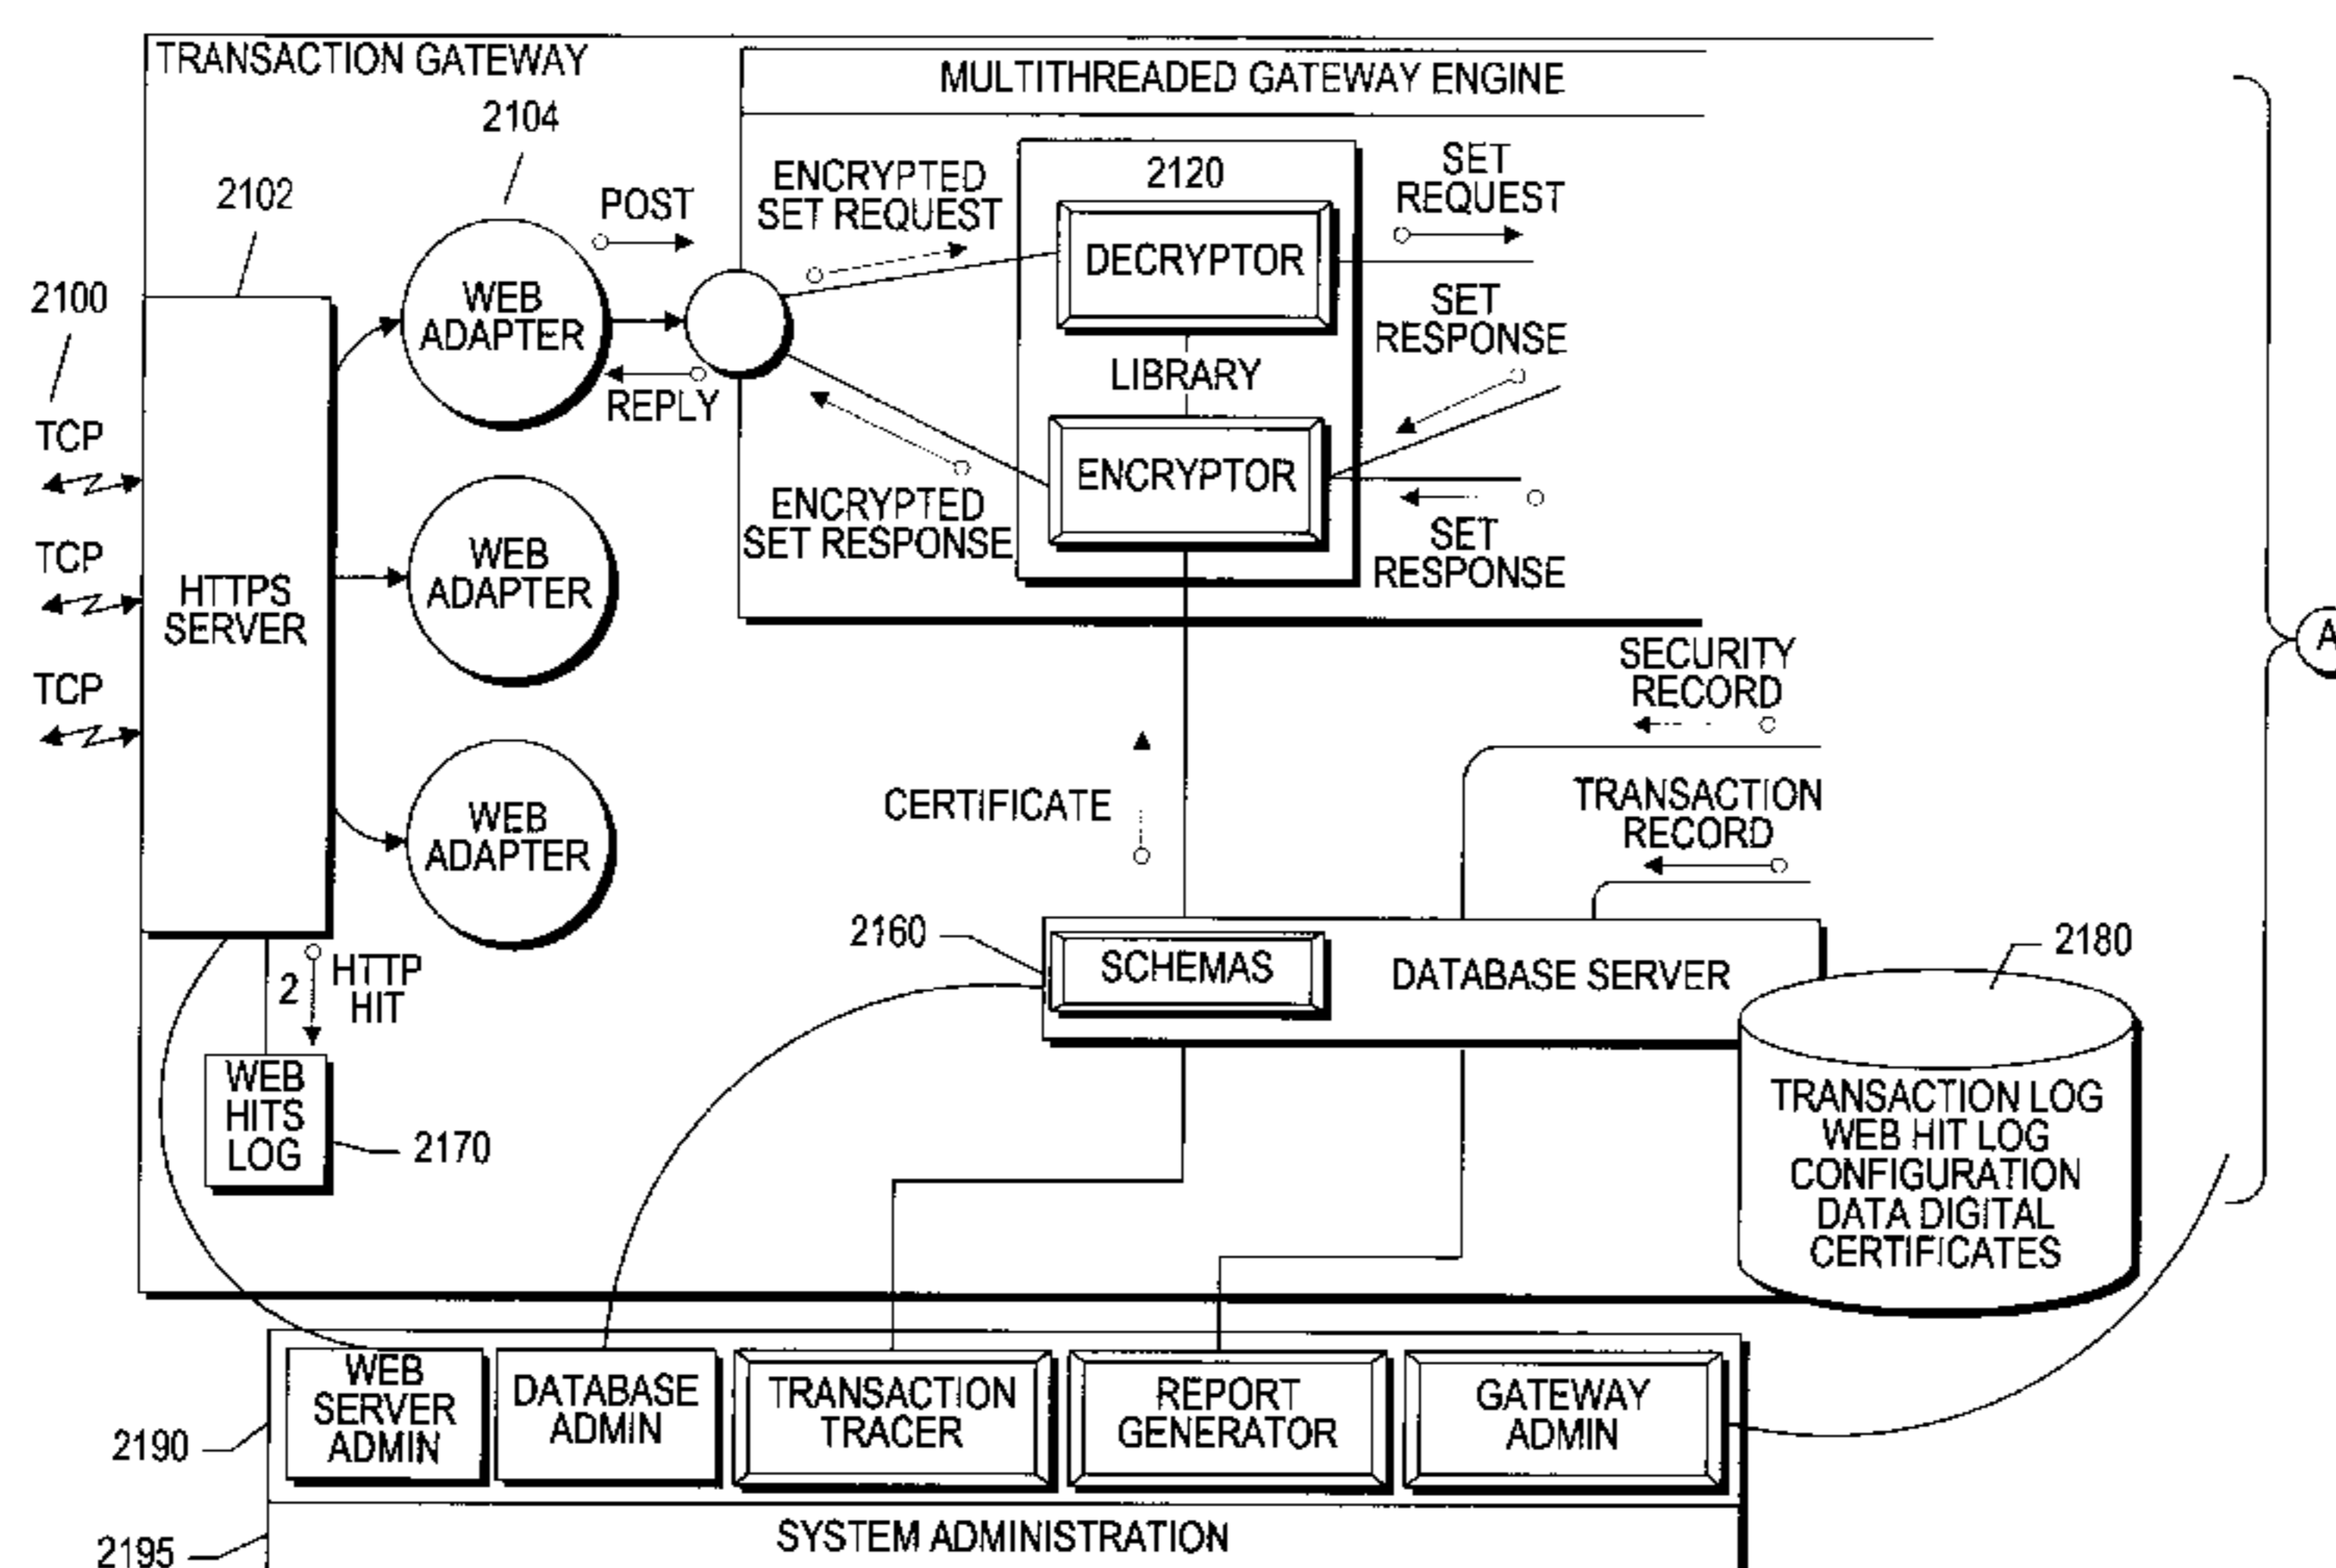 TRANSACTION GATEWAY
MULTITHREADED GATEWAY ENGINE
2104
2102
2100
POST
ENCRYPTED
SET REQUEST
2120
SET
REQUEST
DECRYPTOR
WEB
ADAPTER
SET
RESPONSE
LIBRARY
REPLY
TCP
ENCRYPTOR
ENCRYPTED
SET RESPONSE
SET
RESPONSE
TCP
WEB
ADAPTER
HTTPS
SERVER
TCP
A
SECURITY
RECORD
CERTIFICATE
TRANSACTION
RECORD
WEB
ADAPTER
2160
SCHEMAS
DATABASE SERVER
2180
2
HTTP
HIT
WEB
HITS
LOG
2170
TRANSACTION LOG
WEB HIT LOG
CONFIGURATION
DATA DIGITAL
CERTIFICATES
WEB
SERVER
ADMIN
DATABASE
ADMIN
TRANSACTION
TRACER
REPORT
GENERATOR
GATEWAY
ADMIN
2190
SYSTEM ADMINISTRATION
2195